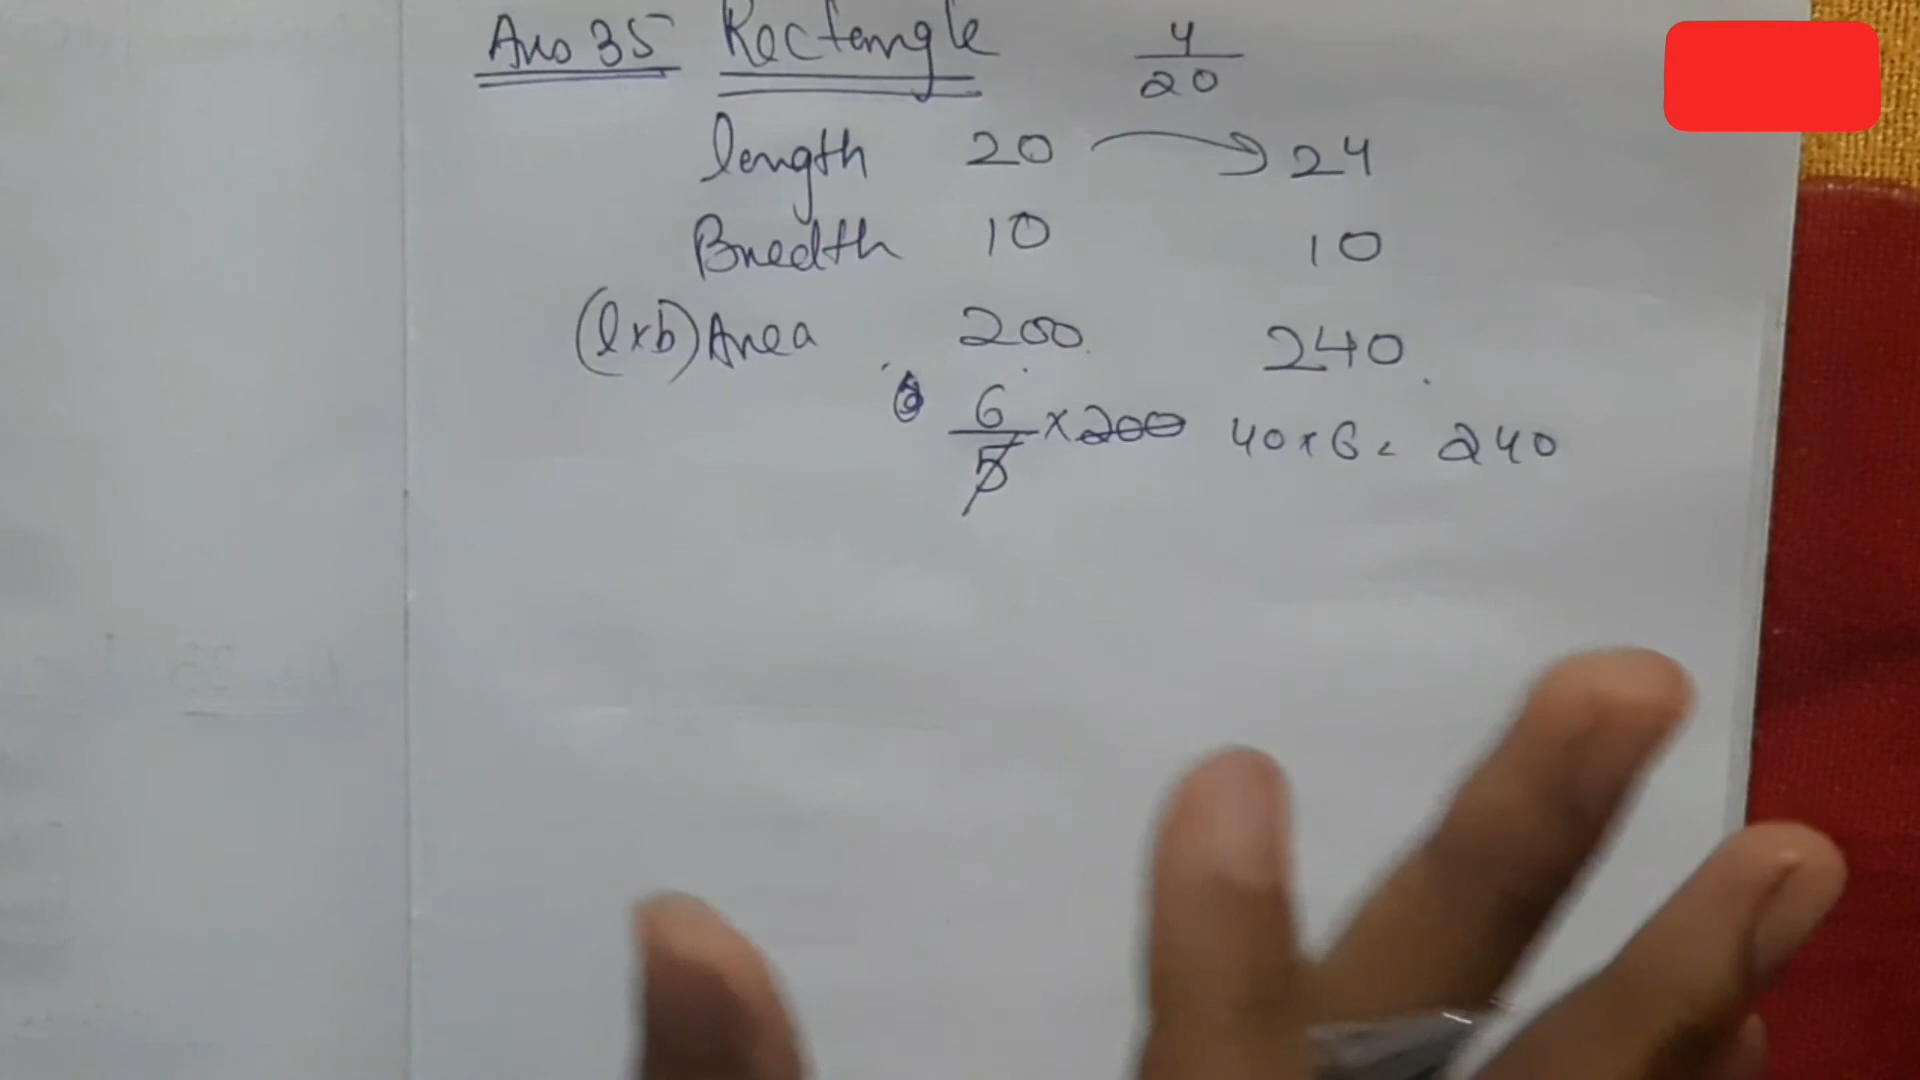 Ans 35 Rectangle 4/20
length 20 → 24
Bredth 10 10
(l×b) Area 200 240
6/5 × 200 40×6 = 240